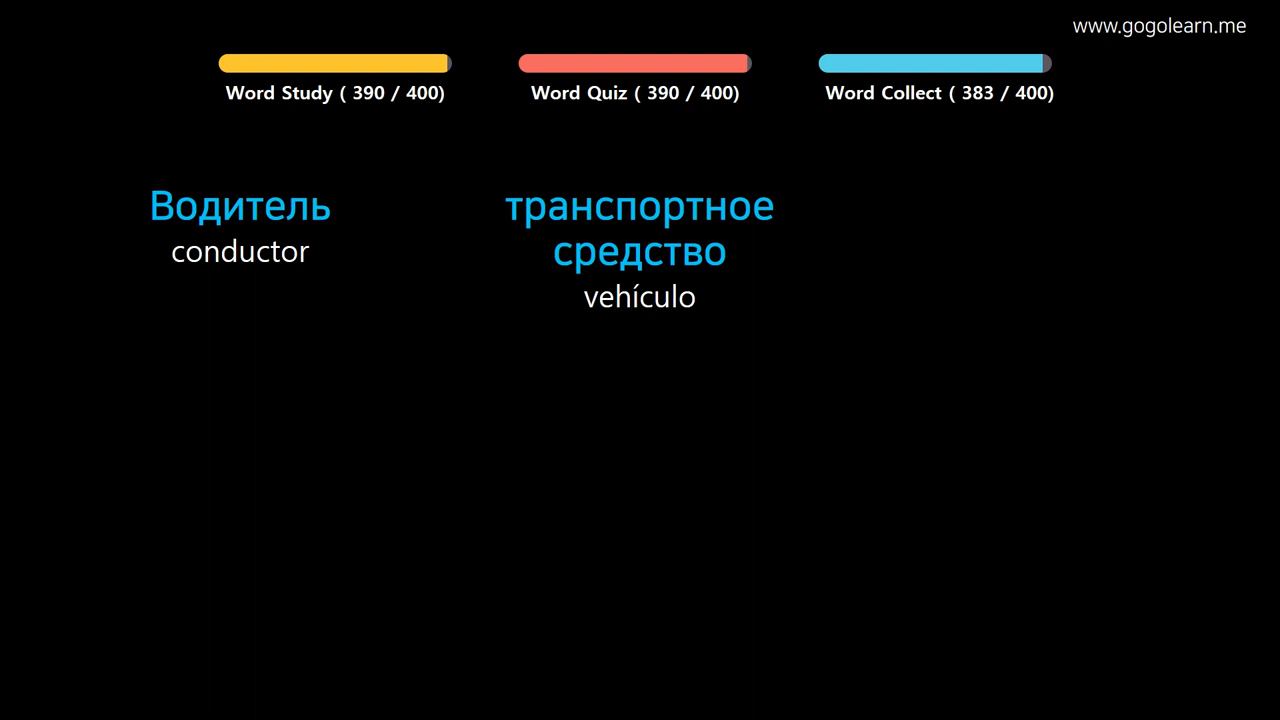 www.gogolearn.me
Word Study ( 390 / 400)
Word Quiz ( 390 / 400)
Word Collect ( 383 / 400)
Водитель
conductor
транспортное
средство
vehículo